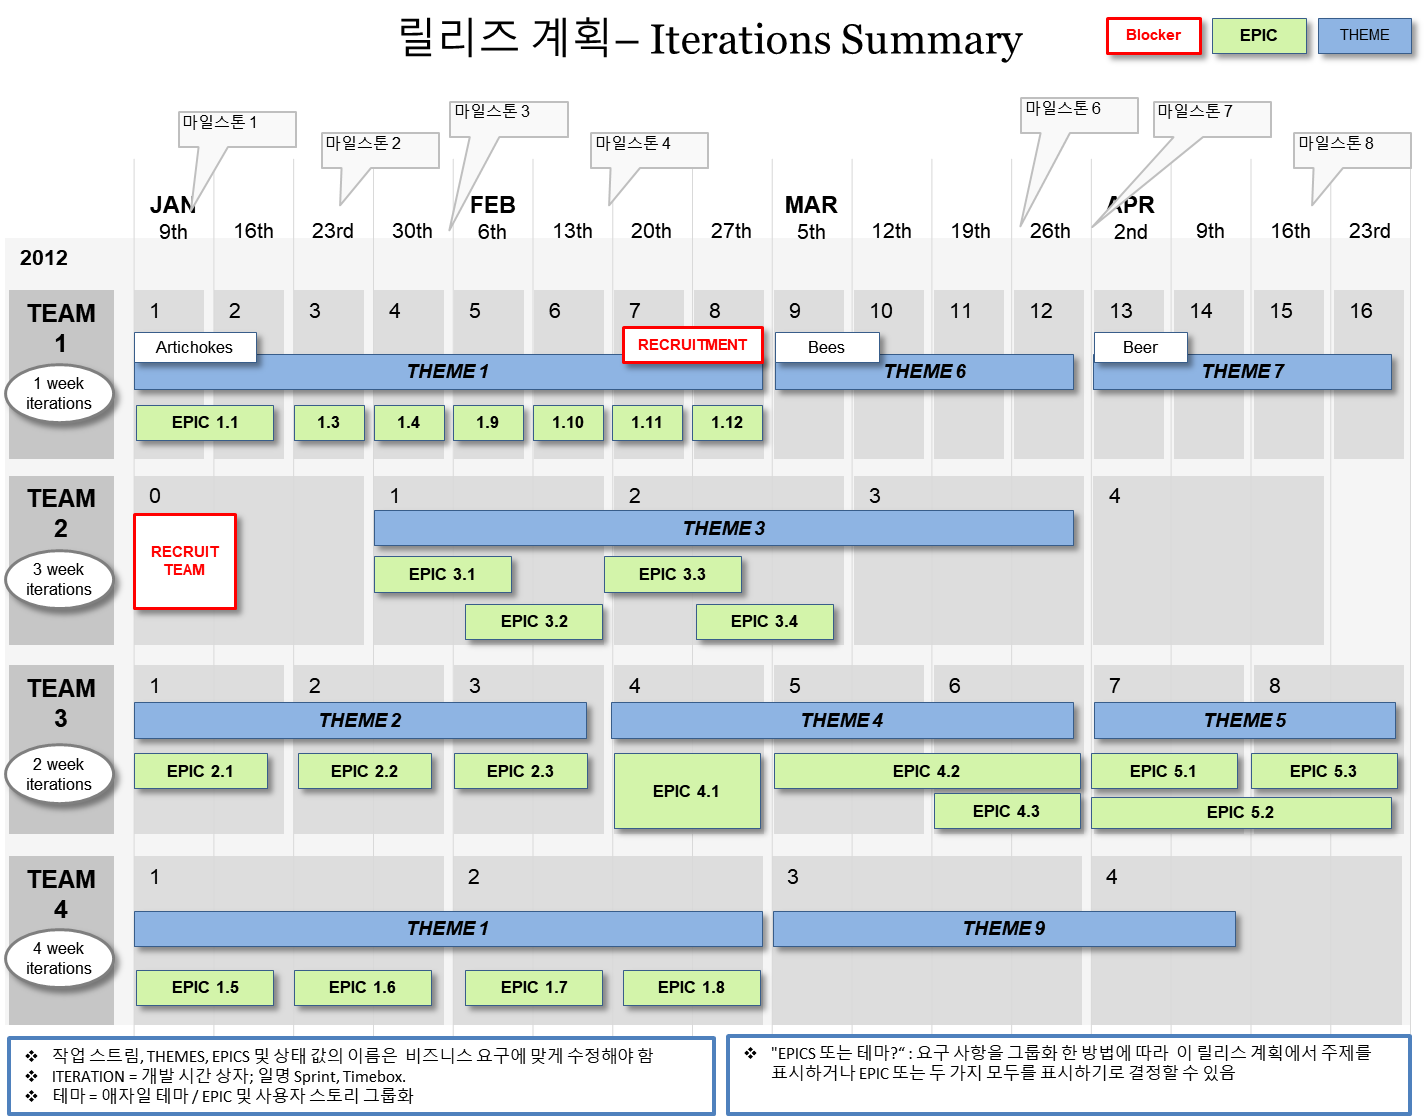 릴리즈 계획– Iterations Summary
Blocker
EPIC
THEME
마일스톤 1
마일스톤 2
마일스톤 3
마일스톤 4
마일스톤 6
마일스톤 7
마일스톤 8
JAN FEB MAR APR
9th 16th 23rd 30th 6th 13th 20th 27th 5th 12th 19th 26th 2nd 9th 16th 23rd
2012
TEAM
1
1 week
iterations
1 2 3 4 5 6 7 8 9 10 11 12 13 14 15 16
Artichokes
RECRUITMENT
Bees
Beer
THEME 1
THEME 6
THEME 7
EPIC 1.1
1.3
1.4
1.9
1.10
1.11
1.12
TEAM
2
3 week
iterations
0 1 2 3 4
RECRUIT
TEAM
THEME 3
EPIC 3.1
EPIC 3.3
EPIC 3.2
EPIC 3.4
TEAM
3
2 week
iterations
1 2 3 4 5 6 7 8
THEME 2
THEME 4
THEME 5
EPIC 2.1
EPIC 2.2
EPIC 2.3
EPIC 4.1
EPIC 4.2
EPIC 5.1
EPIC 5.3
EPIC 4.3
EPIC 5.2
TEAM
4
4 week
iterations
1 2 3 4
THEME 1
THEME 9
EPIC 1.5
EPIC 1.6
EPIC 1.7
EPIC 1.8
❖ 작업 스트림, THEMES, EPICS 및 상태 값의 이름은 비즈니스 요구에 맞게 수정해야 함
❖ ITERATION = 개발 시간 상자; 일명 Sprint, Timebox.
❖ 테마 = 애자일 테마 / EPIC 및 사용자 스토리 그룹화
❖ "EPICS 또는 테마?“ : 요구 사항을 그룹화 한 방법에 따라 이 릴리스 계획에서 주제를
표시하거나 EPIC 또는 두 가지 모두를 표시하기로 결정할 수 있음